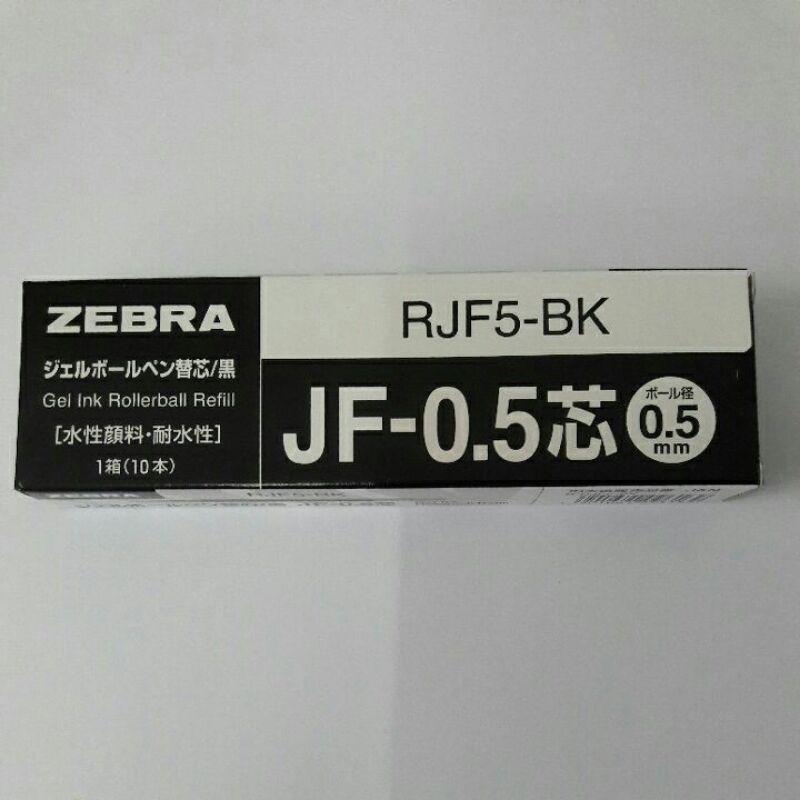 ZEBRA
ジェルボールペン替芯/黒
Gel Ink Rollerball Refill
[水性顔料・耐水性]
1箱(10本)
RJF5-BK
JF-0.5芯
ボール径
0.5
mm
RJF5-BK